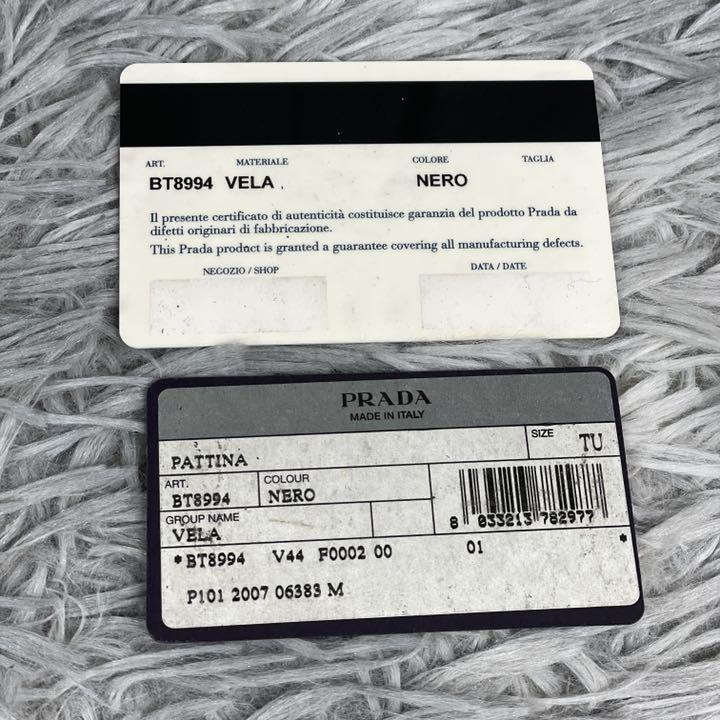 ART. MATERIALE COLORE TAGLIA
BT8994 VELA . NERO
Il presente certificato di autenticità costituisce garanzia del prodotto Prada da
difetti originari di fabbricazione.
This Prada product is granted a guarantee covering all manufacturing defects.
NEGOZIO / SHOP DATA / DATE
PRADA
MADE IN ITALY
PATTINA SIZE TU
ART. COLOUR
BT8994 NERO
GROUP NAME
VELA
8 033213 782977
*BT8994 V44 F0002 00 01 *
P101 2007 06383 M